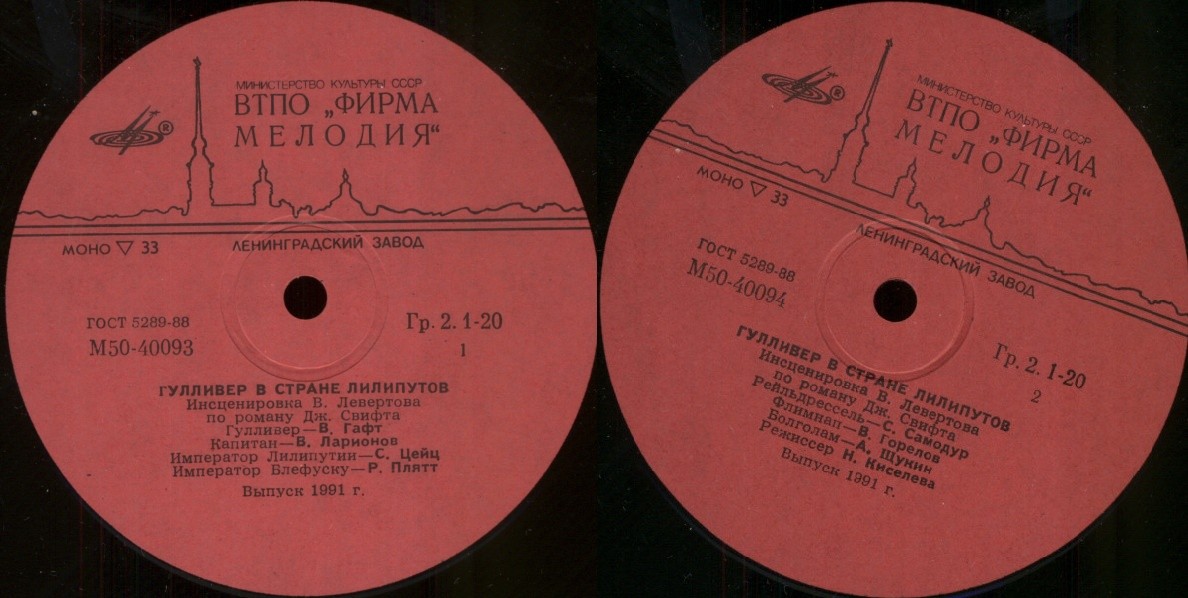 МИНИСТЕРСТВО КУЛЬТУРЫ СССР
ВТПО „ФИРМА
МЕЛОДИЯ“
®
МОНО ▽ 33
ЛЕНИНГРАДСКИЙ ЗАВОД
ГОСТ 5289-88
М50-40093
Гр. 2. 1-20
1
ГУЛЛИВЕР В СТРАНЕ ЛИЛИПУТОВ
Инсценировка В. Левертова
по роману Дж. Свифта
Гулливер—В. Гафт
Капитан—В. Ларионов
Император Лилипутии—С. Цейц
Император Блефуску—Р. Плятт
Выпуск 1991 г.
МИНИСТЕРСТВО КУЛЬТУРЫ СССР
ВТПО „ФИРМА
МЕЛОДИЯ“
®
МОНО ▽ 33
ЛЕНИНГРАДСКИЙ ЗАВОД
ГОСТ 5289-88
М50-40094
Гр. 2. 1-20
2
ГУЛЛИВЕР В СТРАНЕ ЛИЛИПУТОВ
Инсценировка В. Левертова
по роману Дж. Свифта
Рейльдрессель—С. Самодур
Флимнап—В. Горелов
Болголам—А. Щукин
Режиссер Н. Киселева
Выпуск 1991 г.